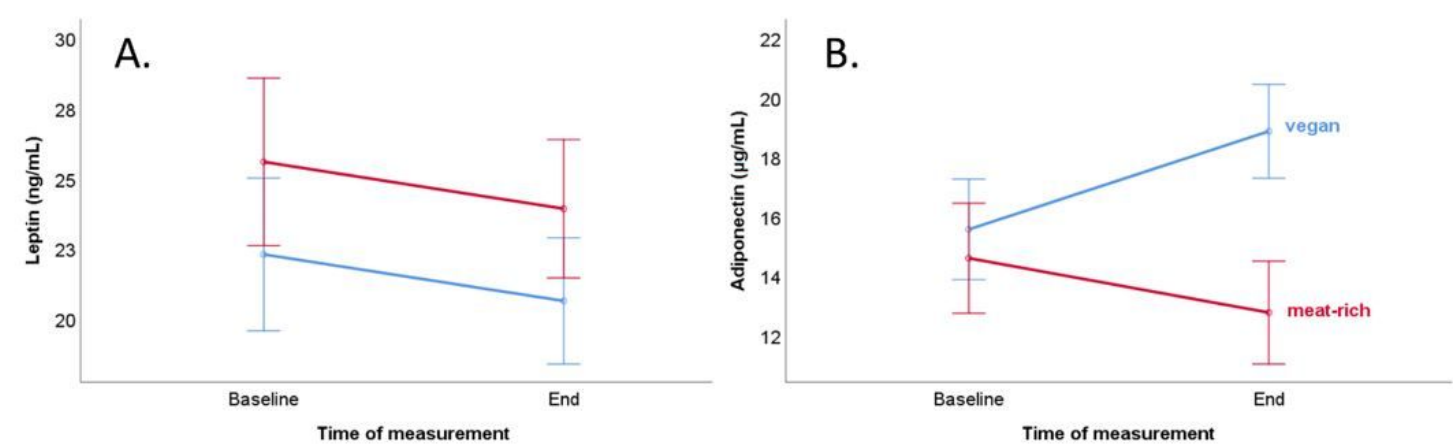 A.
Leptin (ng/mL)
30
28
25
23
20
Baseline
End
Time of measurement
B.
Adiponectin (µg/mL)
22
20
18
16
14
12
vegan
meat-rich
Baseline
End
Time of measurement